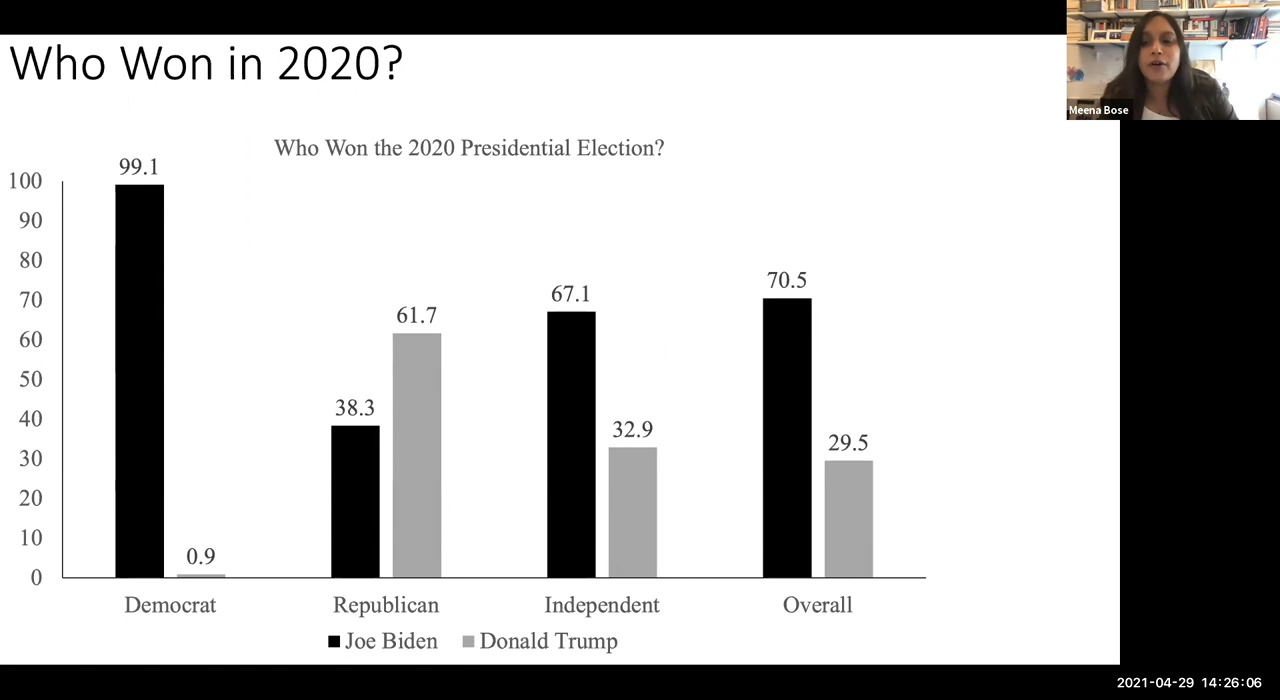 Who Won in 2020?
Meena Bose
Who Won the 2020 Presidential Election?
100
90
80
70
60
50
40
30
20
10
0
99.1
0.9
38.3
61.7
67.1
32.9
70.5
29.5
Democrat
Republican
Independent
Overall
Joe Biden
Donald Trump
2021-04-29 14:26:06